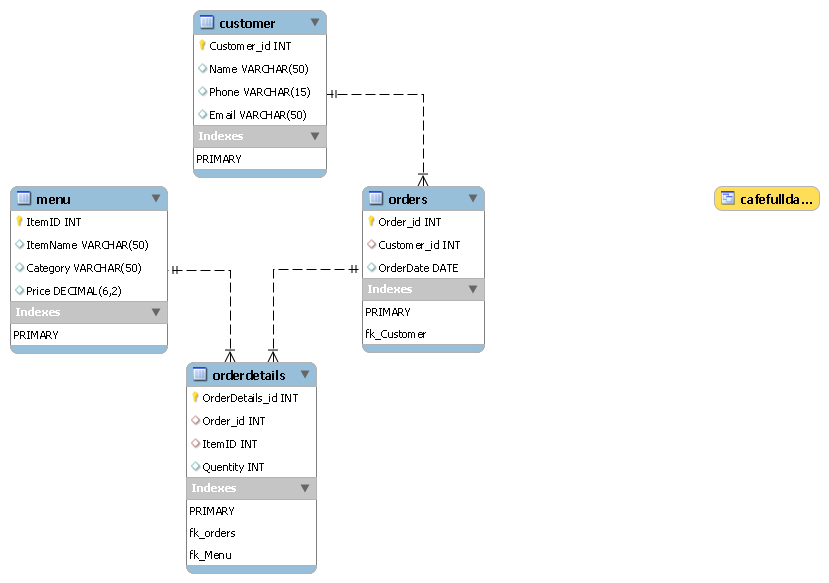 customer
Customer_id INT
Name VARCHAR(50)
Phone VARCHAR(15)
Email VARCHAR(50)
Indexes
PRIMARY
menu
ItemID INT
ItemName VARCHAR(50)
Category VARCHAR(50)
Price DECIMAL(6,2)
Indexes
PRIMARY
orders
Order_id INT
Customer_id INT
OrderDate DATE
Indexes
PRIMARY
fk_Customer
cafefullda...
orderdetails
OrderDetails_id INT
Order_id INT
ItemID INT
Quentity INT
Indexes
PRIMARY
fk_orders
fk_Menu